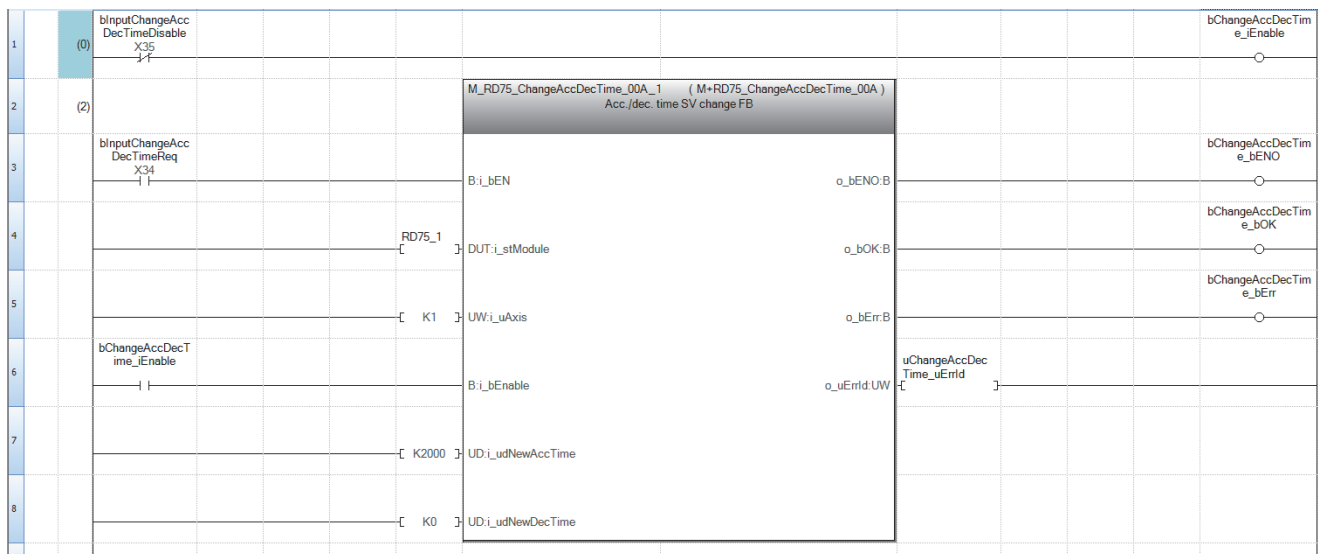 bInputChangeAcc
DecTimeDisable
X35
bChangeAccDecTim
e_iEnable
1
(0)
M_RD75_ChangeAccDecTime_00A_1 ( M+RD75_ChangeAccDecTime_00A )
Acc./dec. time SV change FB
2
(2)
bInputChangeAcc
DecTimeReq
X34
bChangeAccDecTim
e_bENO
3
B:i_bEN
o_bENO:B
bChangeAccDecTim
e_bOK
4
RD75_1
DUT:i_stModule
o_bOK:B
bChangeAccDecTim
e_bErr
5
K1
UW:i_uAxis
o_bErr:B
bChangeAccDecT
ime_iEnable
6
B:i_bEnable
o_uErrId:UW
uChangeAccDec
Time_uErrId
7
K2000
UD:i_udNewAccTime
8
K0
UD:i_udNewDecTime